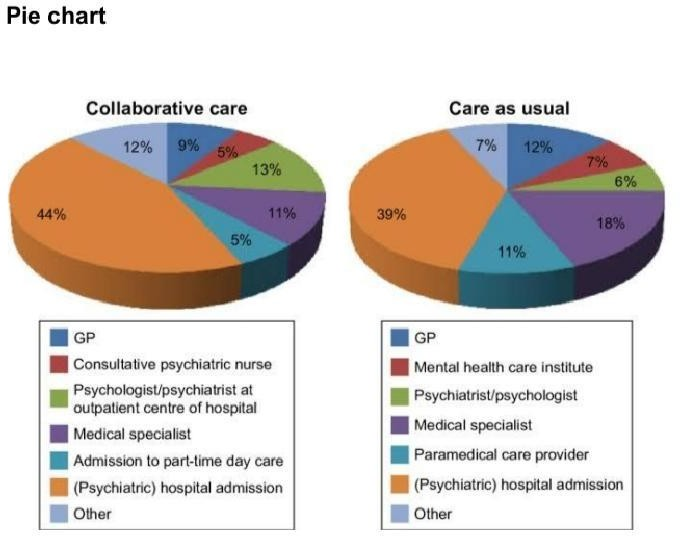 Pie chart
Collaborative care
12%
9%
5%
13%
11%
5%
44%
GP
Consultative psychiatric nurse
Psychologist/psychiatrist at
outpatient centre of hospital
Medical specialist
Admission to part-time day care
(Psychiatric) hospital admission
Other
Care as usual
7%
12%
7%
6%
18%
11%
39%
GP
Mental health care institute
Psychiatrist/psychologist
Medical specialist
Paramedical care provider
(Psychiatric) hospital admission
Other